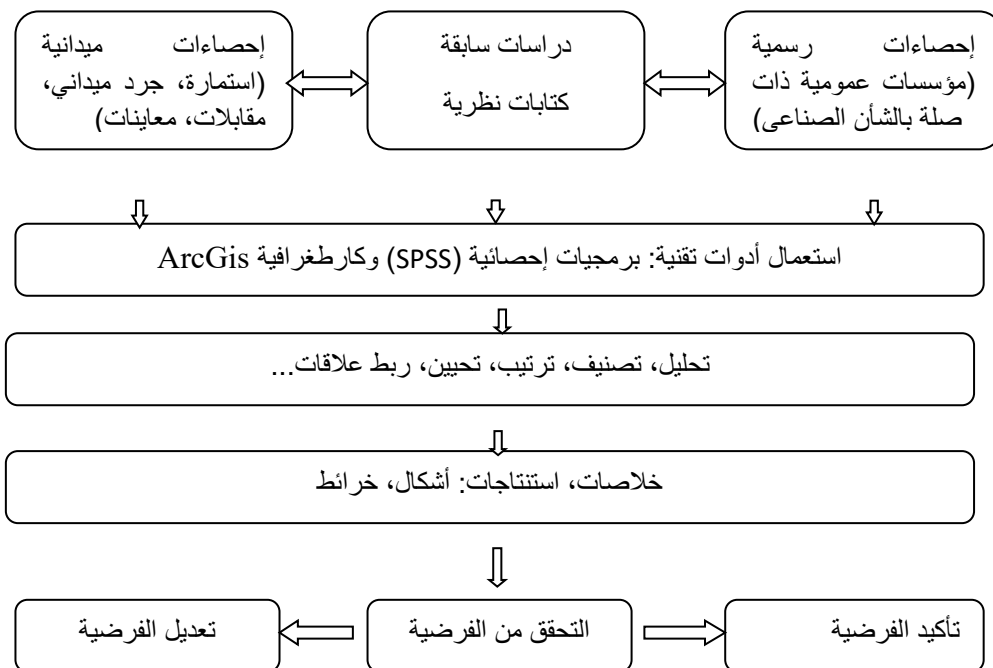 إحصاءات رسمية
(مؤسسات عمومية ذات
صلة بالشأن الصناعى)
دراسات سابقة
كتابات نظرية
إحصاءات ميدانية
(استمارة، جرد ميداني،
مقابلات، معاينات)
استعمال أدوات تقنية: برمجيات إحصائية (SPSS) وكارطغرافية ArcGis
تحليل، تصنيف، ترتيب، تحيين، ربط علاقات...
خلاصات، استنتاجات: أشكال، خرائط
تأكيد الفرضية
التحقق من الفرضية
تعديل الفرضية